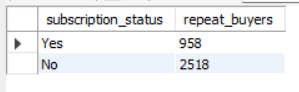 subscription_status repeat_buyers
Yes 958
No 2518